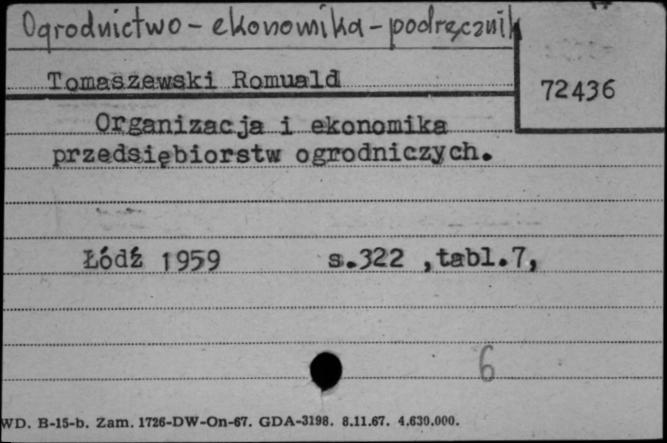 Ogrodnictwo - ekonomika - podręcznik
Tomaszewski Romuald
72436
Organizacja i ekonomika
przedsiębiorstw ogrodniczych.
Łódź 1959 s.322 ,tabl.7,
6
WD. B-15-b. Zam. 1726-DW-On-67. GDA-3198. 8.11.67. 4.630.000.